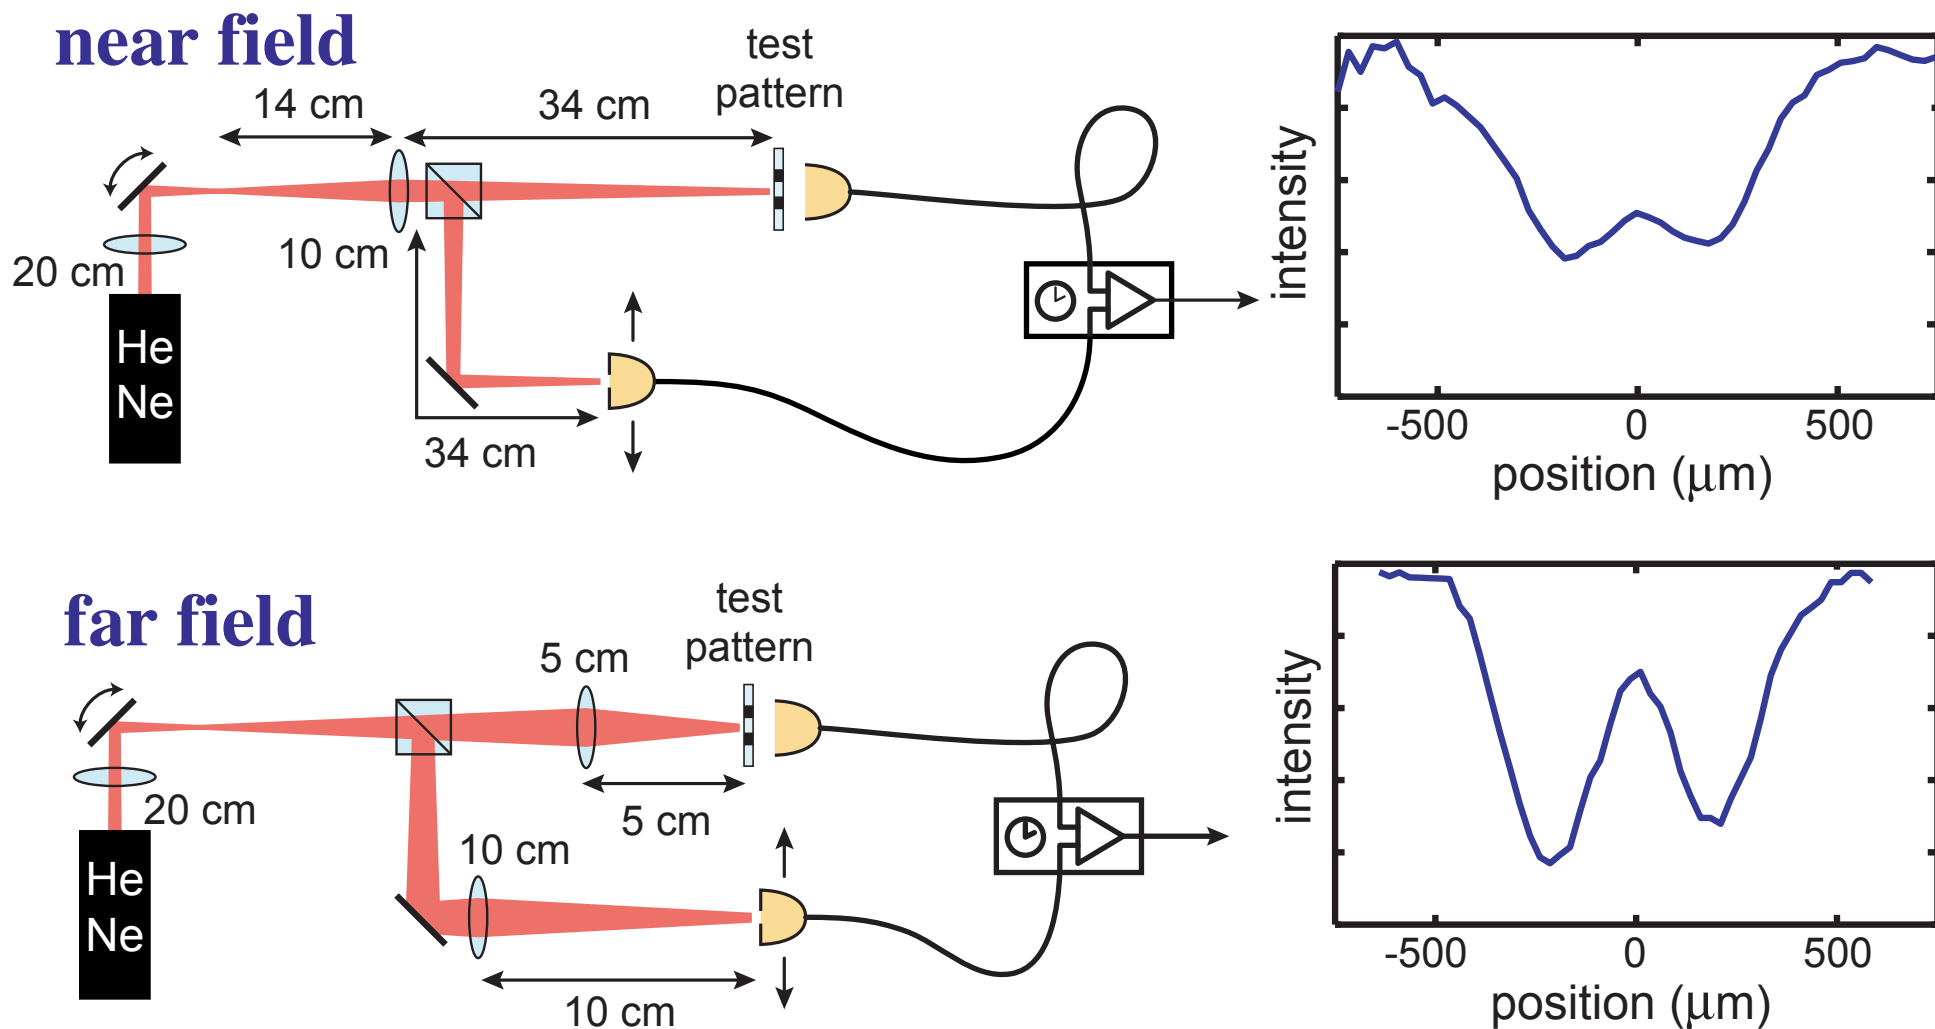 near field
14 cm
34 cm
test
pattern
20 cm
10 cm
He
Ne
34 cm
intensity
-500
0
500
position (μm)
far field
5 cm
test
pattern
20 cm
5 cm
10 cm
He
Ne
10 cm
intensity
-500
0
500
position (μm)